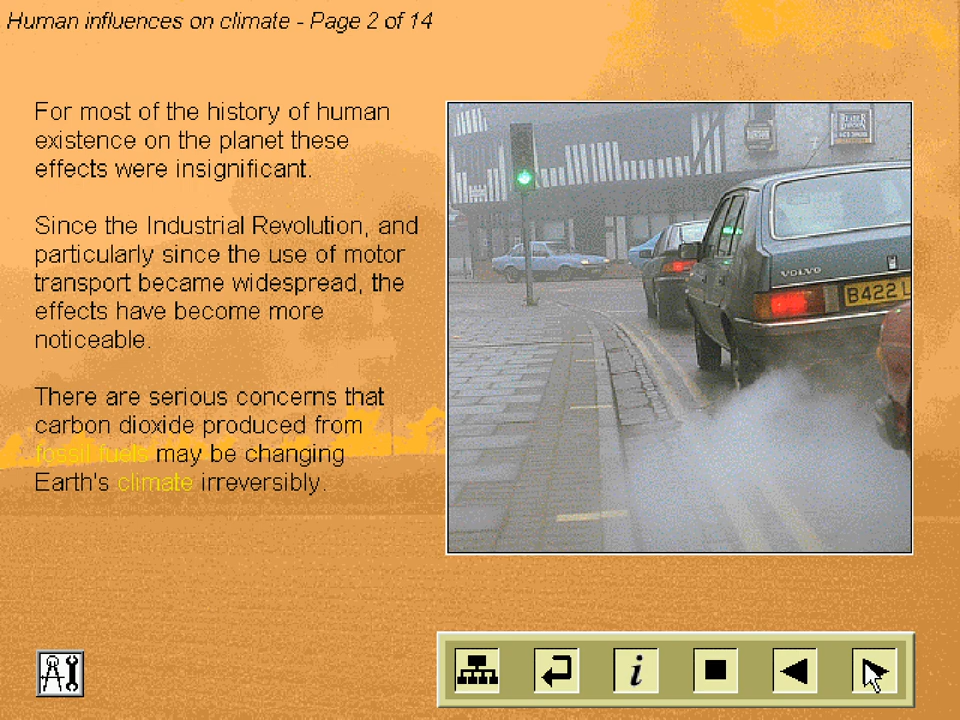 Human influences on climate - Page 2 of 14
For most of the history of human
existence on the planet these
effects were insignificant.
Since the Industrial Revolution, and
particularly since the use of motor
transport became widespread, the
effects have become more
noticeable.
There are serious concerns that
carbon dioxide produced from
fossil fuels may be changing
Earth's climate irreversibly.
VOLVO
B422
i